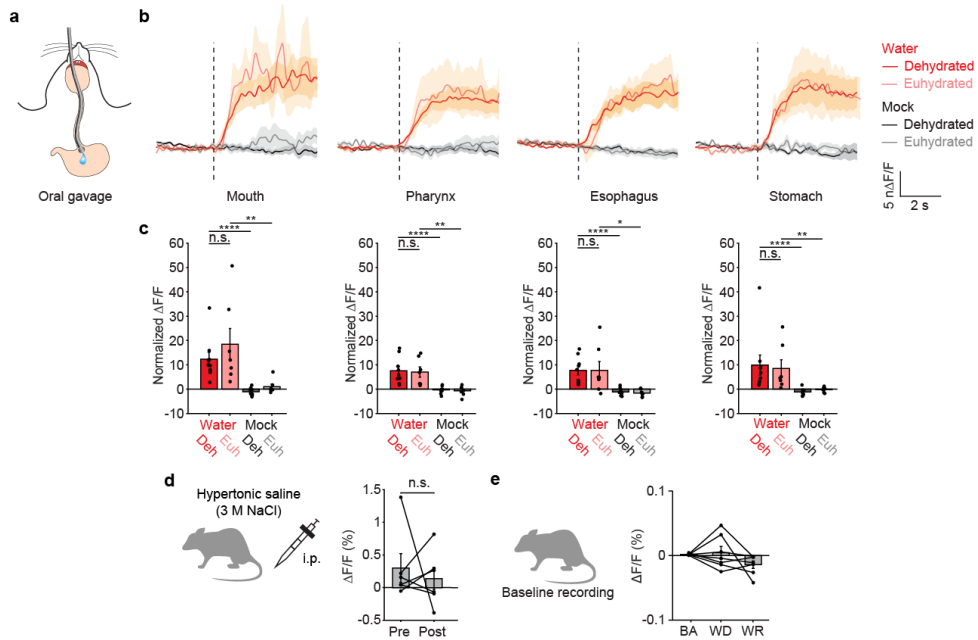 a
b
Oral gavage
Mouth
Pharynx
Esophagus
Stomach
Water
Dehydrated
Euhydrated
Mock
Dehydrated
Euhydrated
5 nΔF/F
2 s
c
Normalized ΔF/F
60
50
40
30
20
10
0
-10
n.s.
****
**
Water
Mock
Deh
Euh
Deh
Euh
Normalized ΔF/F
60
50
40
30
20
10
0
-10
n.s.
****
**
Water
Mock
Deh
Euh
Deh
Euh
Normalized ΔF/F
60
50
40
30
20
10
0
-10
n.s.
****
*
Water
Mock
Deh
Euh
Deh
Euh
Normalized ΔF/F
60
50
40
30
20
10
0
-10
n.s.
****
**
Water
Mock
Deh
Euh
Deh
Euh
d
Hypertonic saline
(3 M NaCl)
i.p.
ΔF/F (%)
1.5
1
0.5
0
-0.5
n.s.
Pre
Post
e
Baseline recording
ΔF/F (%)
0.1
0
-0.1
BA
WD
WR